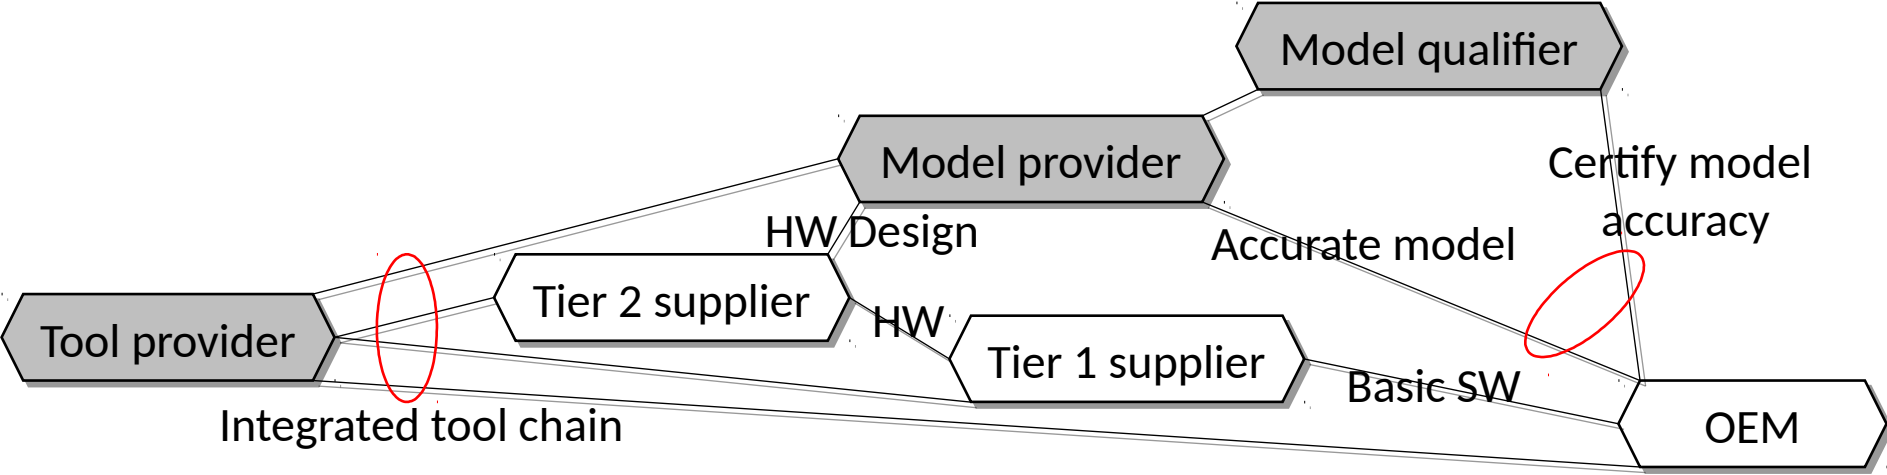 Model qualifier
Model provider
Certify model
accuracy
HW Design
Accurate model
Tier 2 supplier
HW
Tool provider
Tier 1 supplier
Basic SW
Integrated tool chain
OEM